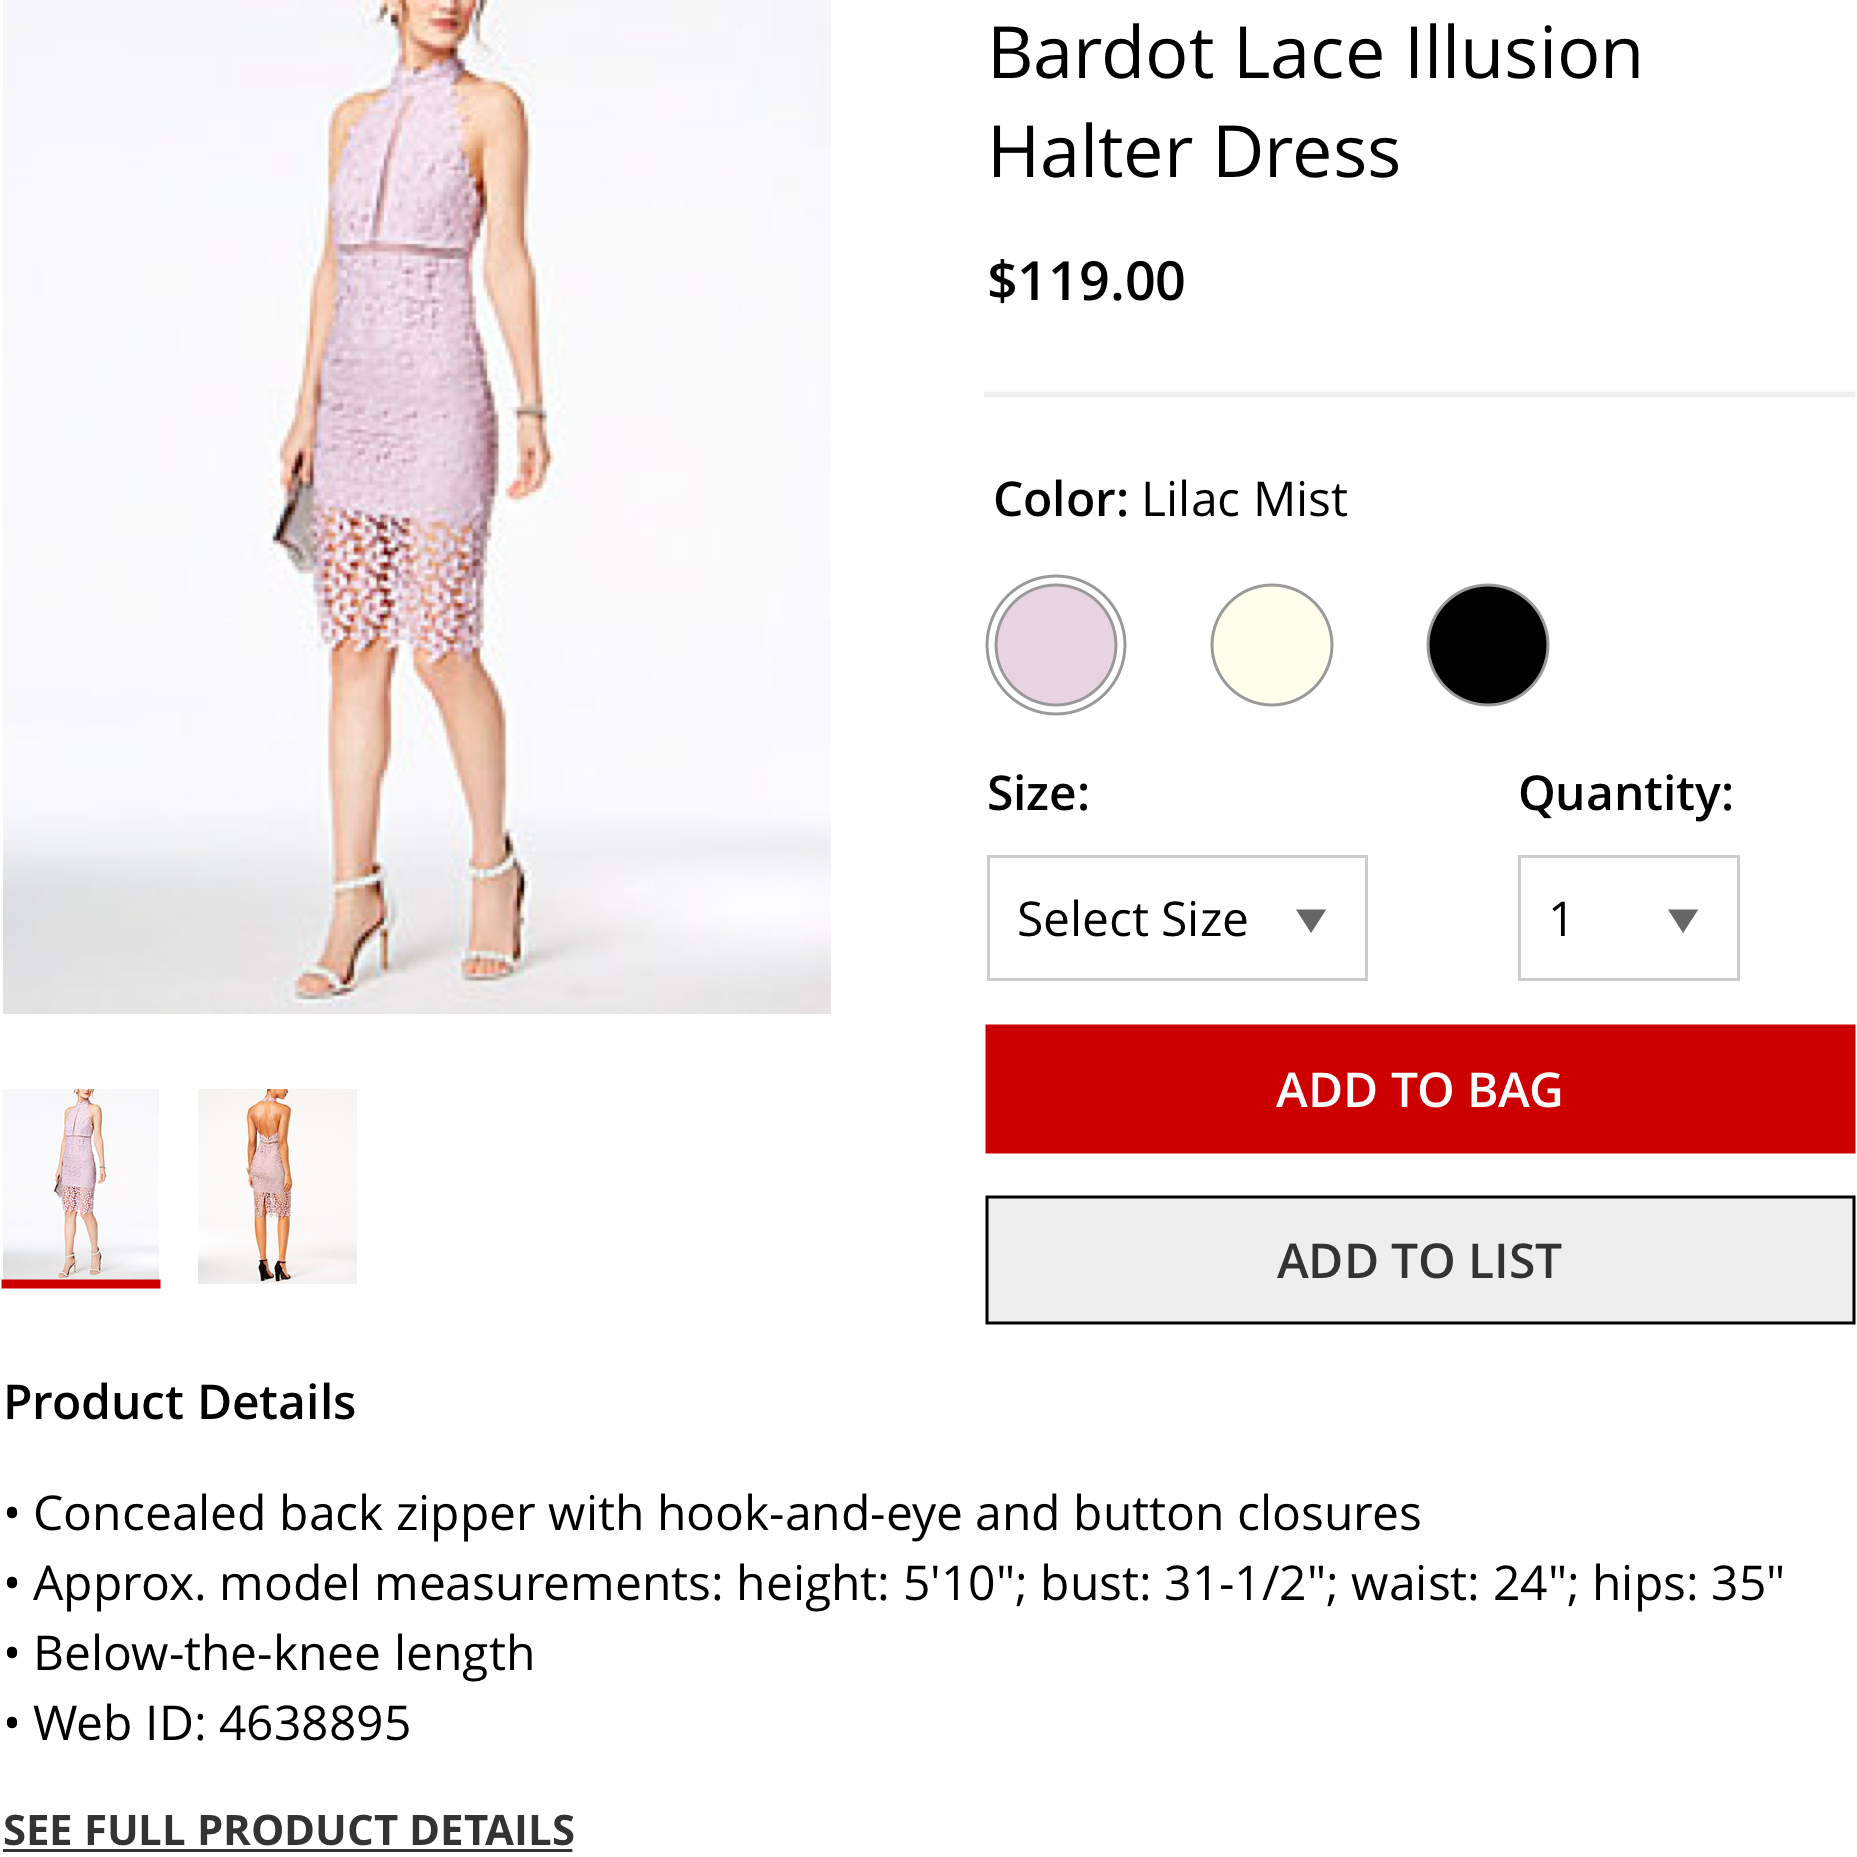 Bardot Lace Illusion
Halter Dress
$119.00
Color: Lilac Mist
Size:
Quantity:
Select Size
1
ADD TO BAG
ADD TO LIST
Product Details
• Concealed back zipper with hook-and-eye and button closures
• Approx. model measurements: height: 5'10"; bust: 31-1/2"; waist: 24"; hips: 35"
• Below-the-knee length
• Web ID: 4638895
SEE FULL PRODUCT DETAILS